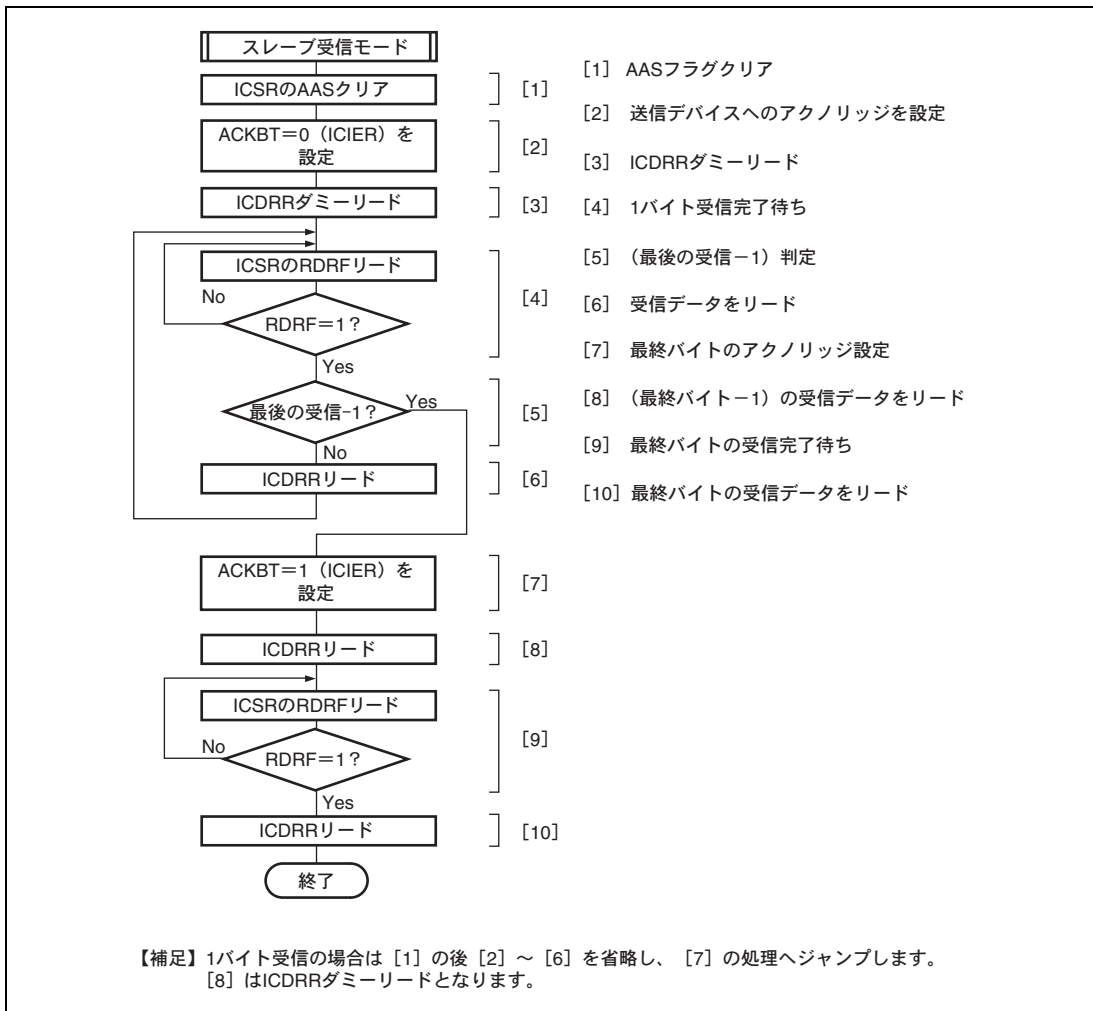 スレーブ受信モード
ICSRのAASクリア
[1]
ACKBT=0(ICIER)を
設定
[2]
ICDRRダミーリード
[3]
ICSRのRDRFリード
No
RDRF=1?
[4]
Yes
最後の受信-1?
Yes
[5]
No
ICDRRリード
[6]
ACKBT=1(ICIER)を
設定
[7]
ICDRRリード
[8]
ICSRのRDRFリード
No
RDRF=1?
[9]
Yes
ICDRRリード
[10]
終了
[1] AASフラグクリア
[2] 送信デバイスへのアクノリッジを設定
[3] ICDRRダミーリード
[4] 1バイト受信完了待ち
[5] (最後の受信-1)判定
[6] 受信データをリード
[7] 最終バイトのアクノリッジ設定
[8] (最終バイト-1)の受信データをリード
[9] 最終バイトの受信完了待ち
[10] 最終バイトの受信データをリード
【補足】1バイト受信の場合は[1]の後[2]~[6]を省略し、[7]の処理へジャンプします。
[8]はICDRRダミーリードとなります。